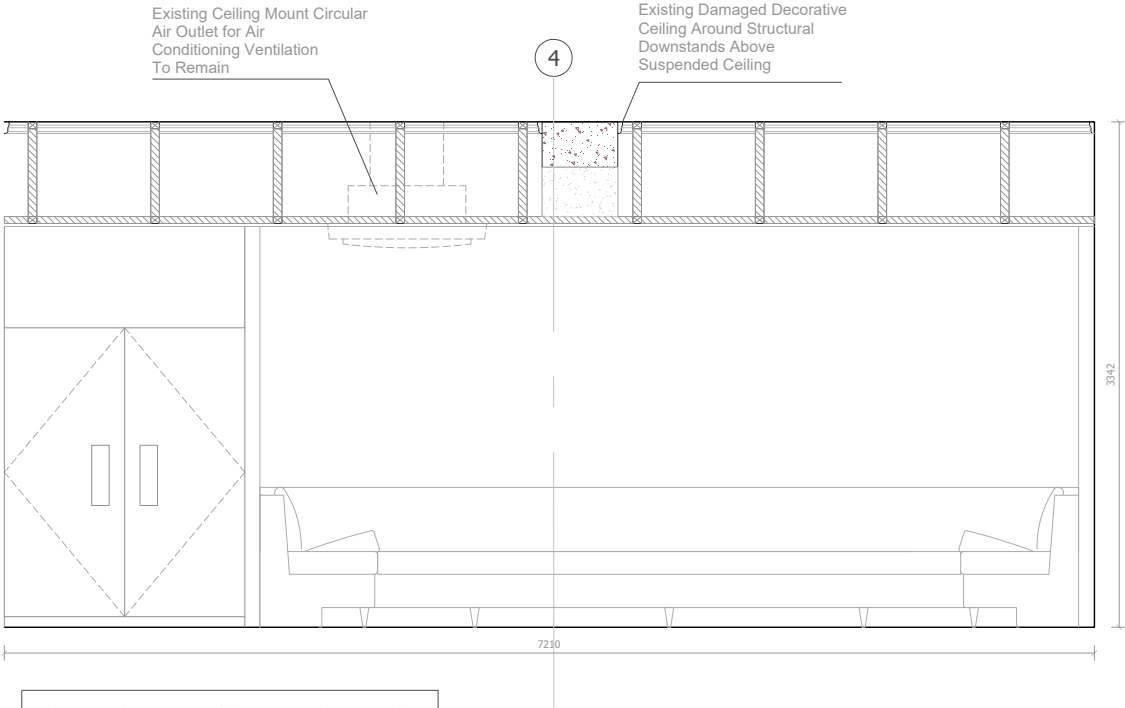 Existing Ceiling Mount Circular
Air Outlet for Air
Conditioning Ventilation
To Remain
Existing Damaged Decorative
Ceiling Around Structural
Downstands Above
Suspended Ceiling
4
3342
7210